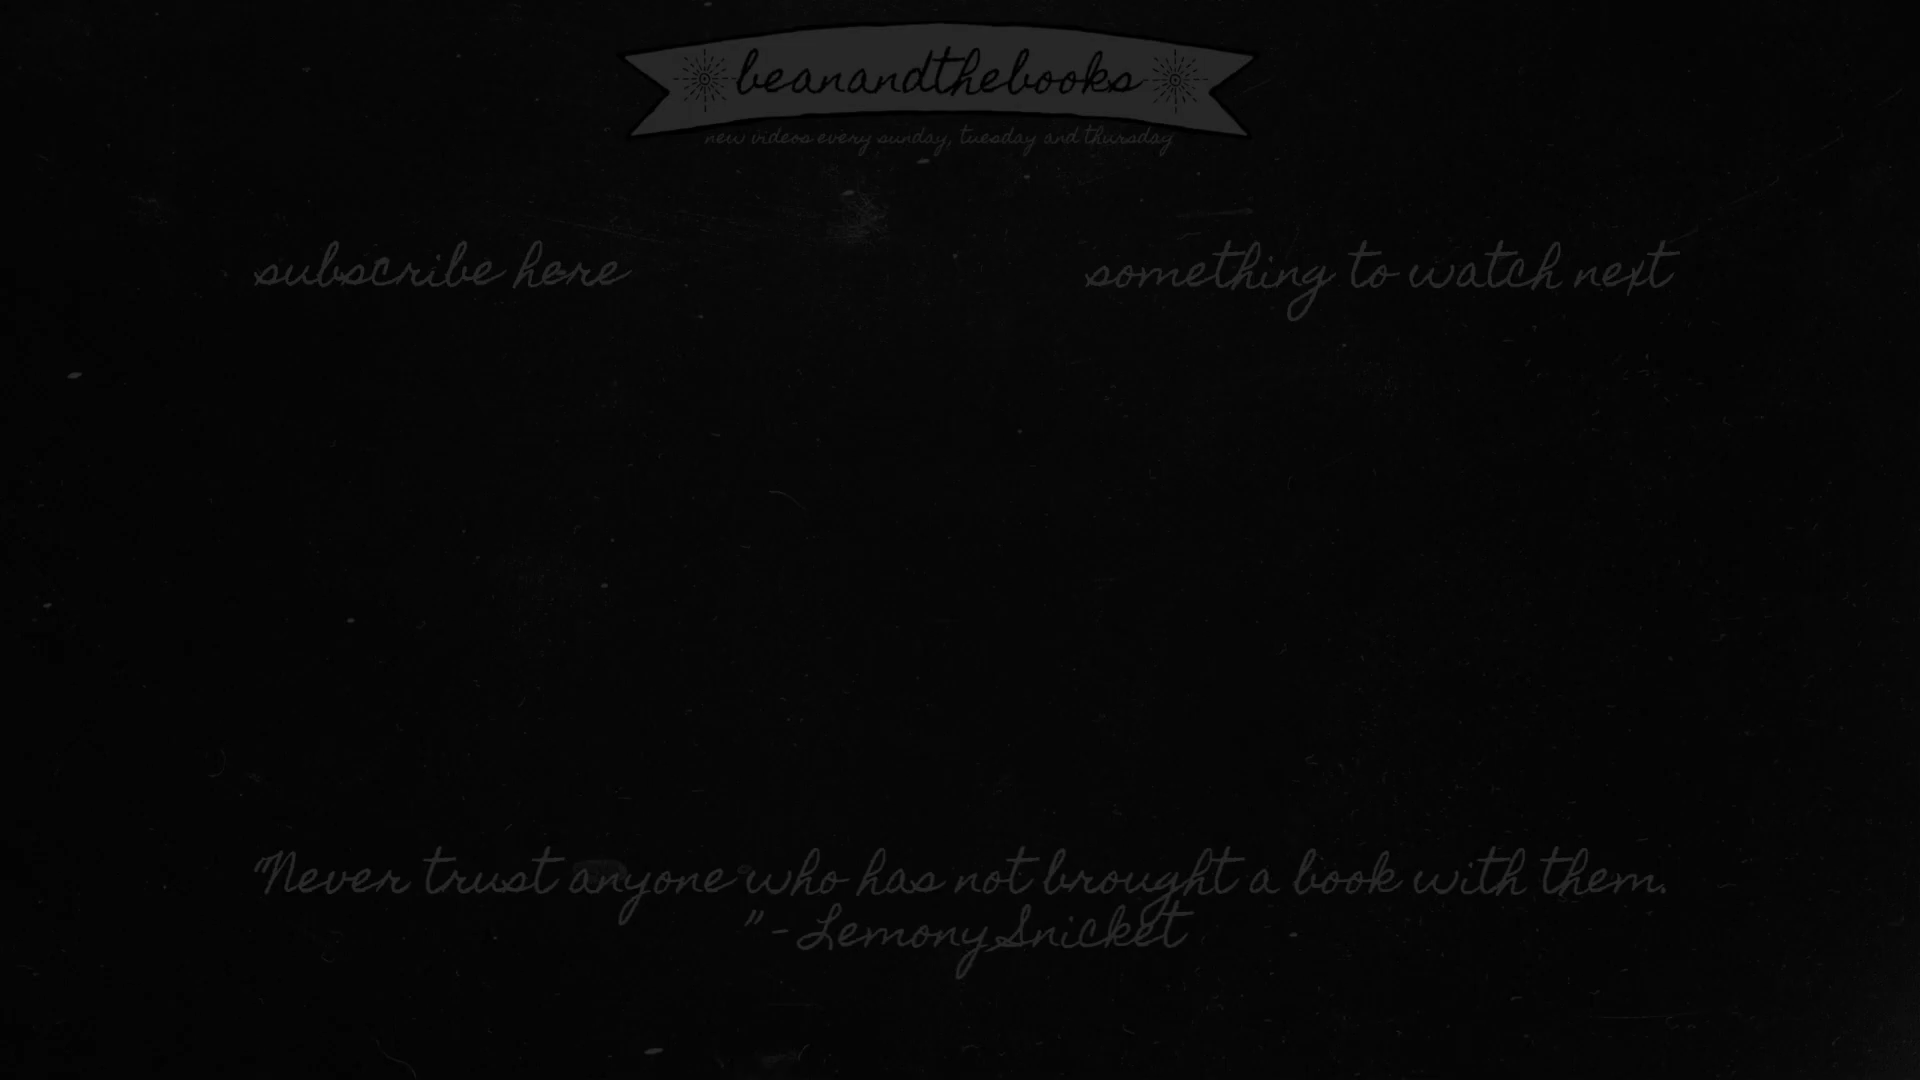 beanandthebooks
new videos every sunday, tuesday and thursday
subscribe here
something to watch next
"Never trust anyone who has not brought a book with them.
" - Lemony Snicket